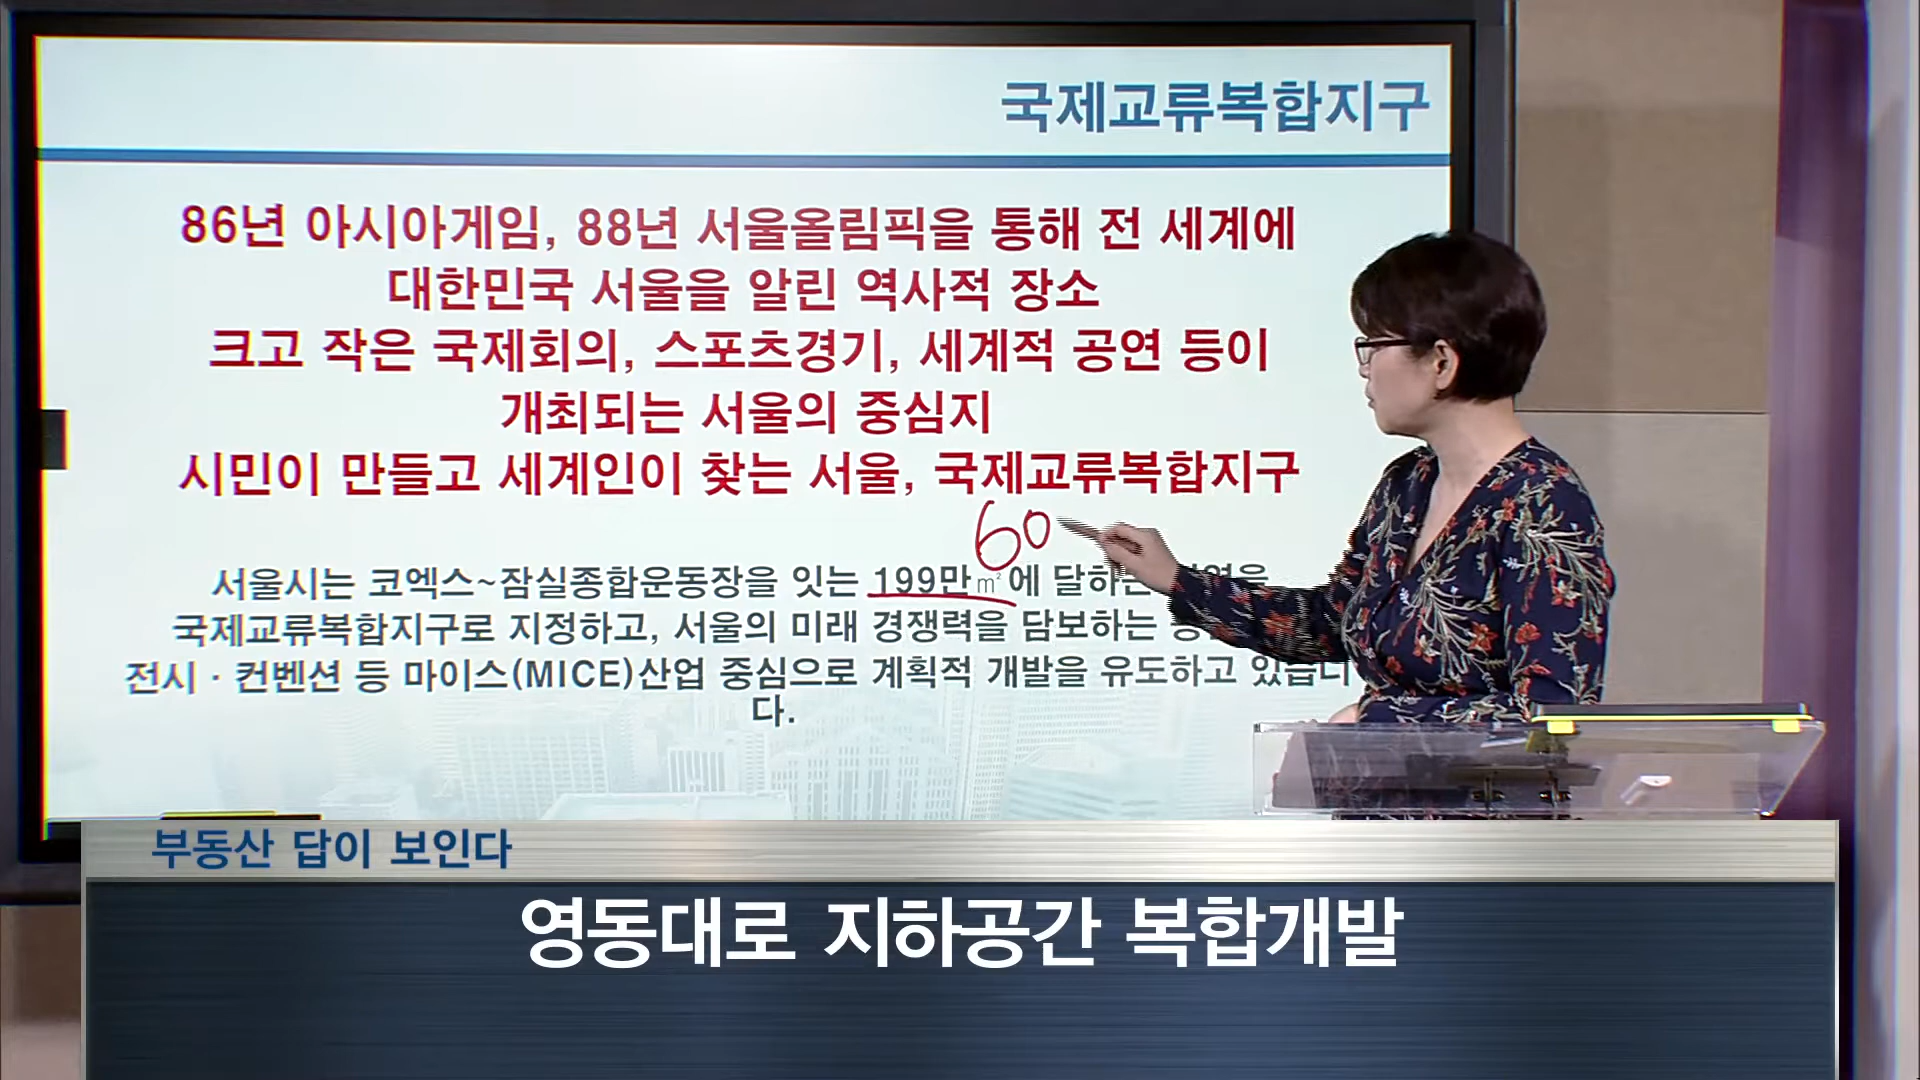 국제교류복합지구
86년 아시아게임, 88년 서울올림픽을 통해 전 세계에
대한민국 서울을 알린 역사적 장소
크고 작은 국제회의, 스포츠경기, 세계적 공연 등이
개최되는 서울의 중심지
시민이 만들고 세계인이 찾는 서울, 국제교류복합지구
60
서울시는 코엑스~잠실종합운동장을 잇는 199만㎡에 달하는
국제교류복합지구로 지정하고, 서울의 미래 경쟁력을 담보하는
전시·컨벤션 등 마이스(MICE)산업 중심으로 계획적 개발을 유도하고 있습니
다.
부동산 답이 보인다
영동대로 지하공간 복합개발